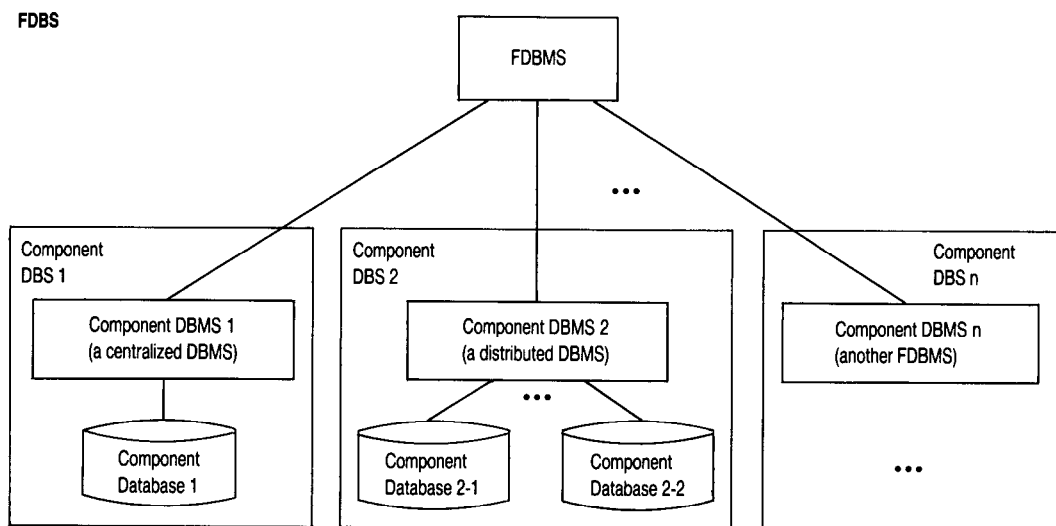 FDBS
FDBMS
•••
Component
DBS 1
Component DBMS 1
(a centralized DBMS)
Component
Database 1
Component
DBS 2
Component DBMS 2
(a distributed DBMS)
•••
Component
Database 2-1
Component
Database 2-2
Component
DBS n
Component DBMS n
(another FDBMS)
•••